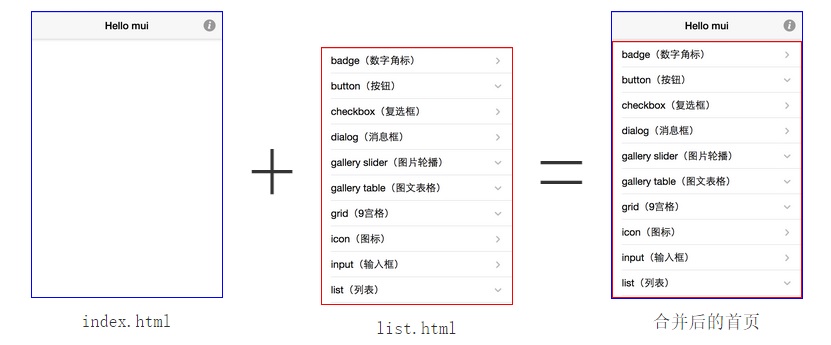 Hello mui
index.html
+
badge（数字角标）
button（按钮）
checkbox（复选框）
dialog（消息框）
gallery slider（图片轮播）
gallery table（图文表格）
grid（9宫格）
icon（图标）
input（输入框）
list（列表）
list.html
=
Hello mui
badge（数字角标）
button（按钮）
checkbox（复选框）
dialog（消息框）
gallery slider（图片轮播）
gallery table（图文表格）
grid（9宫格）
icon（图标）
input（输入框）
list（列表）
合并后的首页